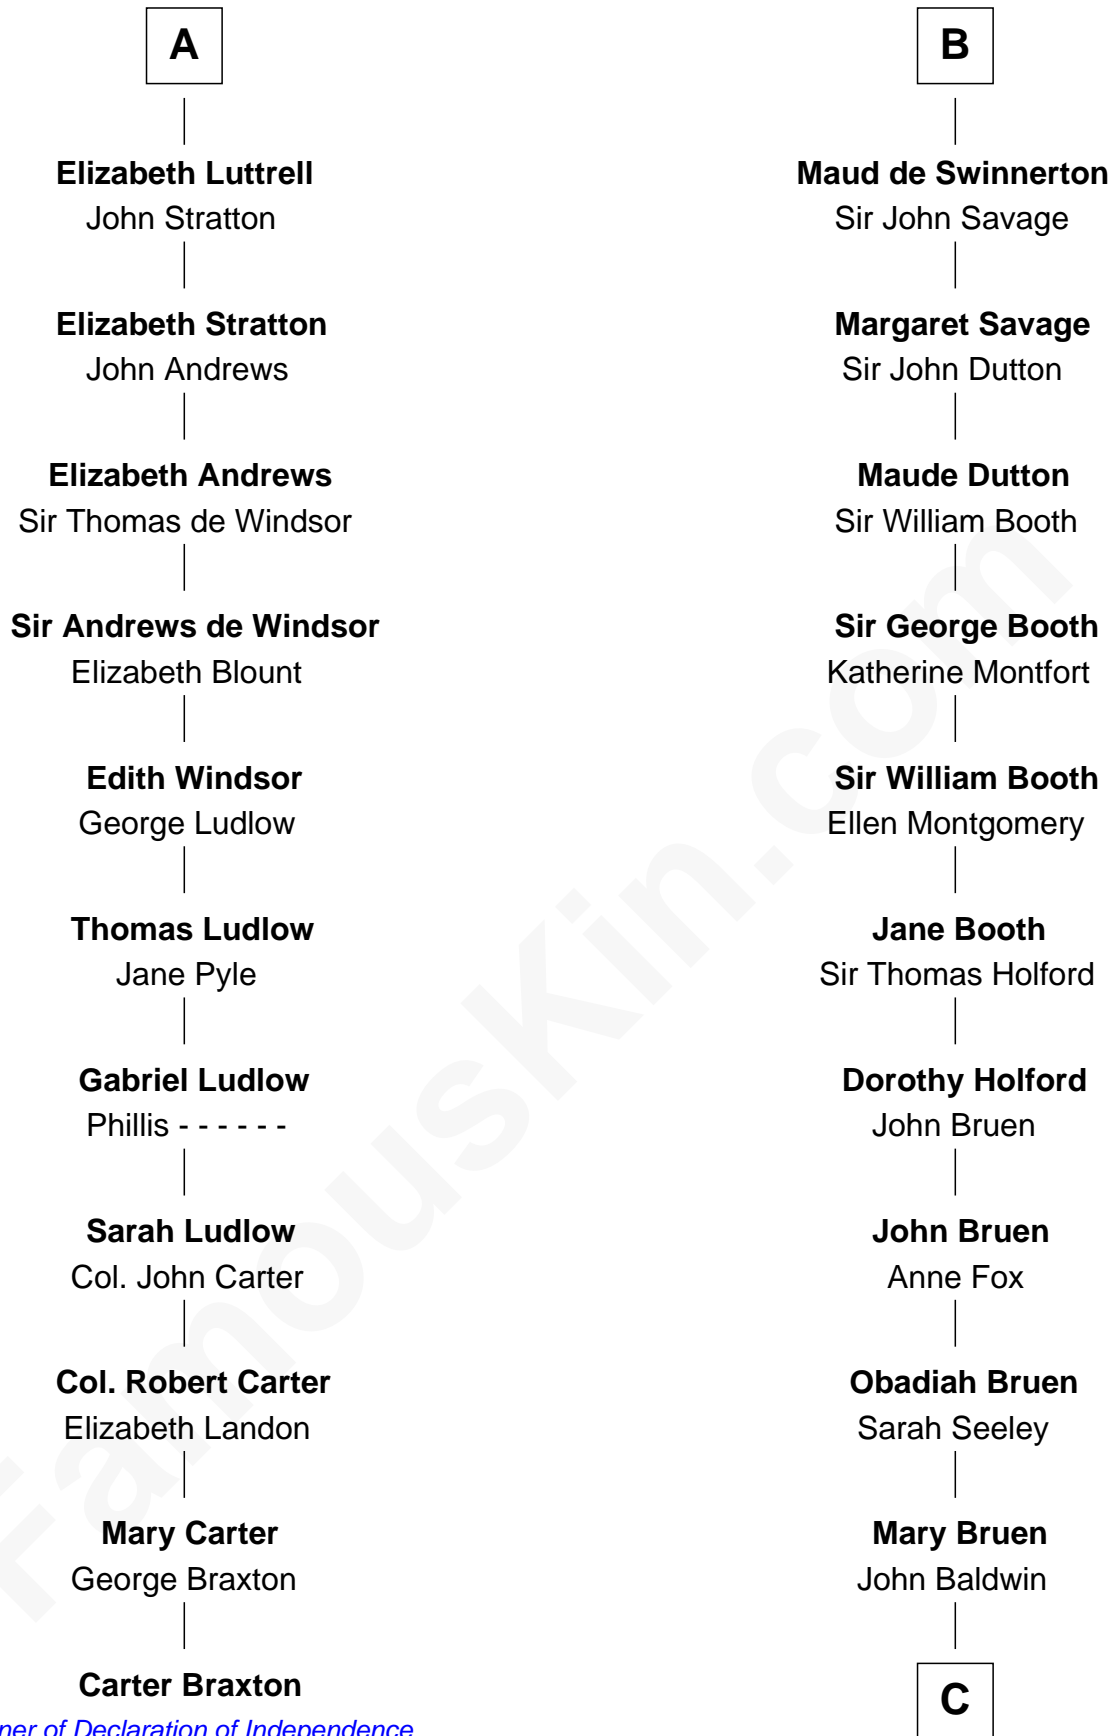 A
Elizabeth Luttrell
John Stratton
Elizabeth Stratton
John Andrews
Elizabeth Andrews
Sir Thomas de Windsor
Sir Andrews de Windsor
Elizabeth Blount
Edith Windsor
George Ludlow
Thomas Ludlow
Jane Pyle
Gabriel Ludlow
Phillis - - - - - -
Sarah Ludlow
Col. John Carter
Col. Robert Carter
Elizabeth Landon
Mary Carter
George Braxton
Carter Braxton
ner of Declaration of Independence
B
Maud de Swinnerton
Sir John Savage
Margaret Savage
Sir John Dutton
Maude Dutton
Sir William Booth
Sir George Booth
Katherine Montfort
Sir William Booth
Ellen Montgomery
Jane Booth
Sir Thomas Holford
Dorothy Holford
John Bruen
John Bruen
Anne Fox
Obadiah Bruen
Sarah Seeley
Mary Bruen
John Baldwin
C
FamousKin.com